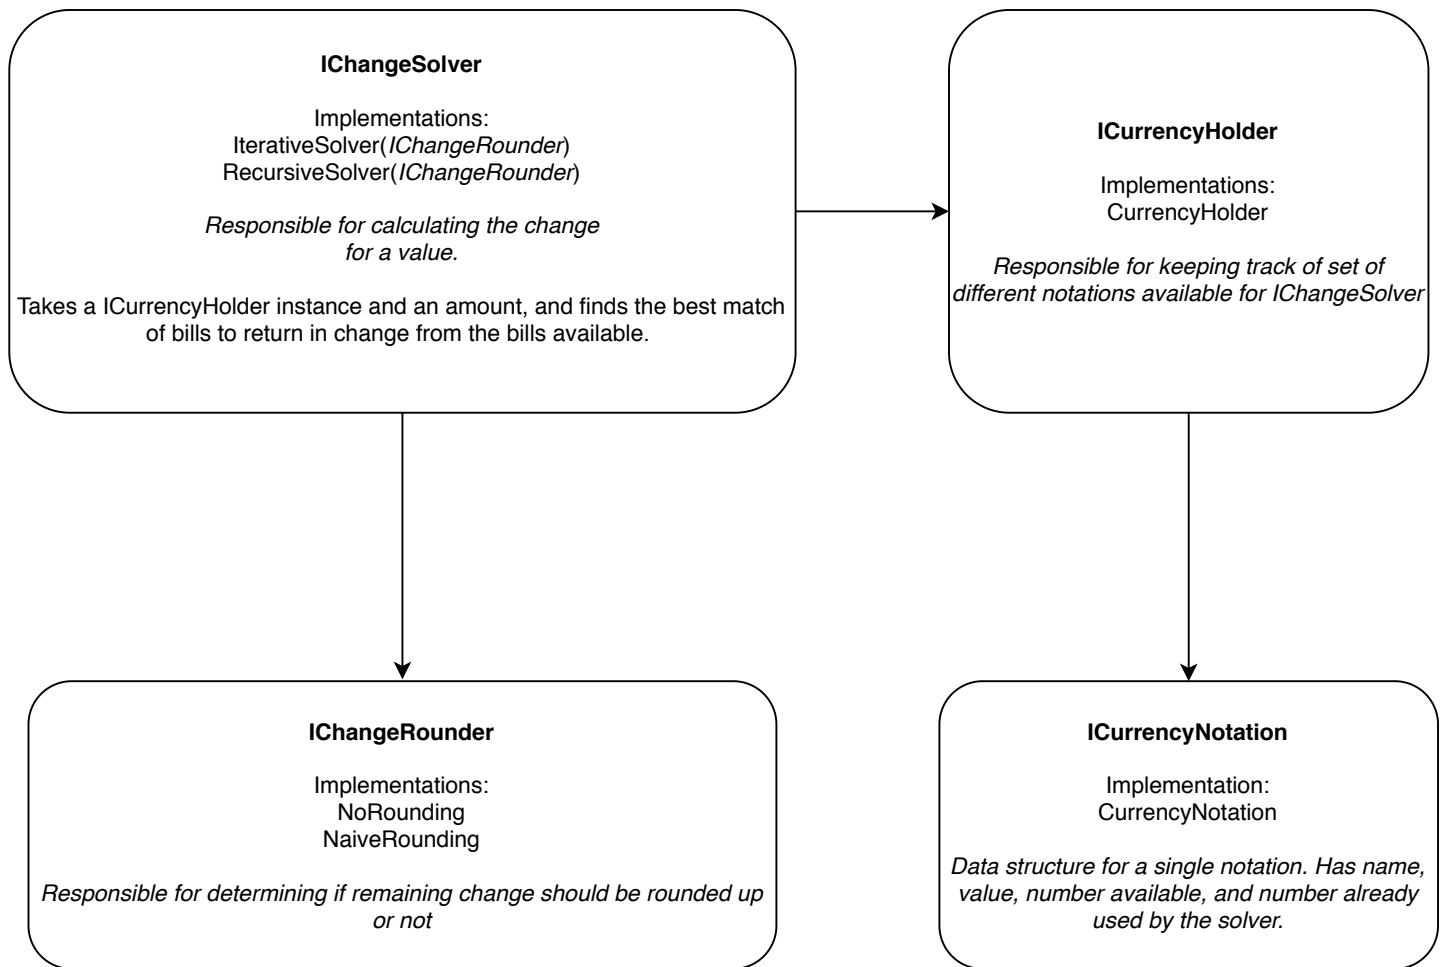 IChangeSolver
Implementations:
IterativeSolver(IChangeRounder)
RecursiveSolver(IChangeRounder)
Responsible for calculating the change
for a value.
Takes a ICurrencyHolder instance and an amount, and finds the best match
of bills to return in change from the bills available.
ICurrencyHolder
Implementations:
CurrencyHolder
Responsible for keeping track of set of
different notations available for IChangeSolver
IChangeRounder
Implementations:
NoRounding
NaiveRounding
Responsible for determining if remaining change should be rounded up
or not
ICurrencyNotation
Implementation:
CurrencyNotation
Data structure for a single notation. Has name,
value, number available, and number already
used by the solver.